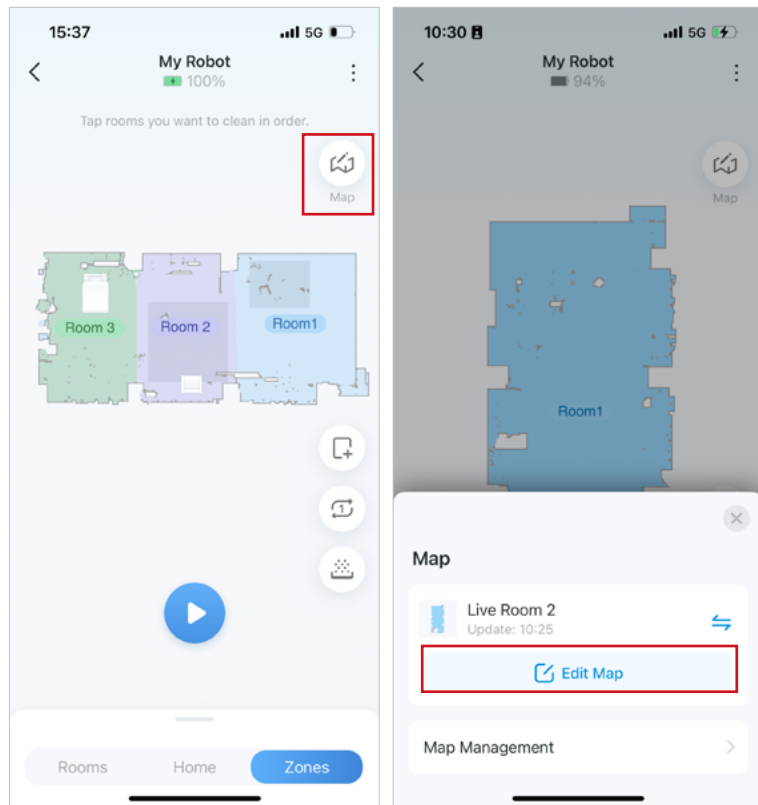 15:37
5G
My Robot
100%
Tap rooms you want to clean in order.
Map
Room 3
Room 2
Room1
1
Rooms
Home
Zones
10:30
5G
My Robot
94%
Map
Room1
Map
Live Room 2
Update: 10:25
Edit Map
Map Management